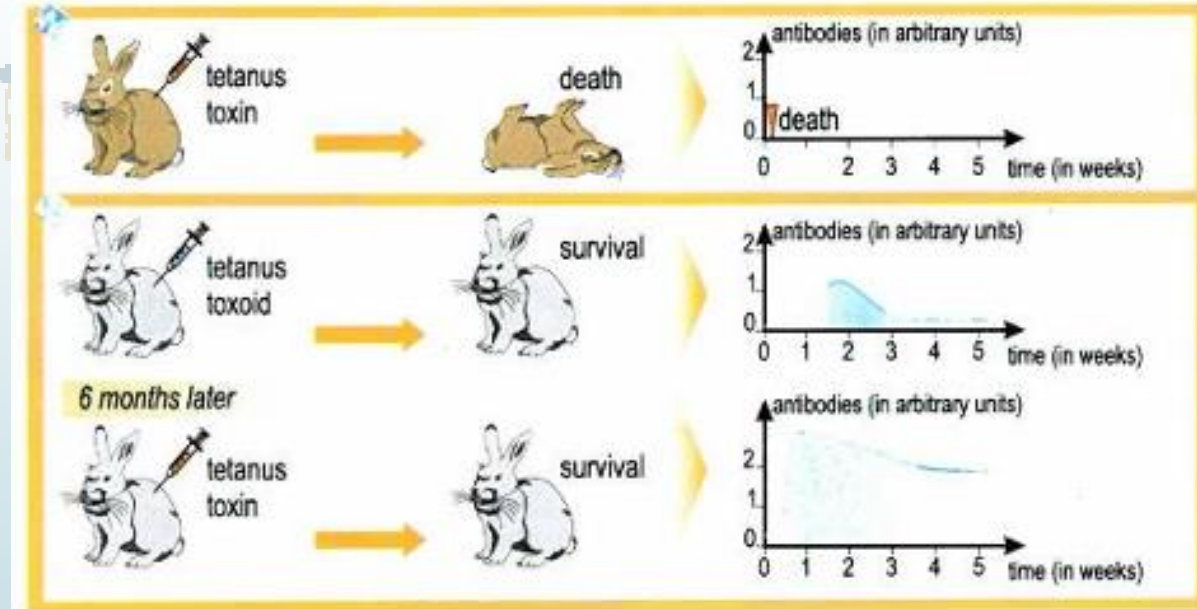 tetanus
toxin
death
antibodies (in arbitrary units)
2
1
0
death
0 2 3 4 5 time (in weeks)
tetanus
toxoid
survival
antibodies (in arbitrary units)
2
1
0
0 1 2 3 4 5 time (in weeks)
6 months later
tetanus
toxin
survival
antibodies (in arbitrary units)
2
1
0
0 1 2 3 4 5 time (in weeks)